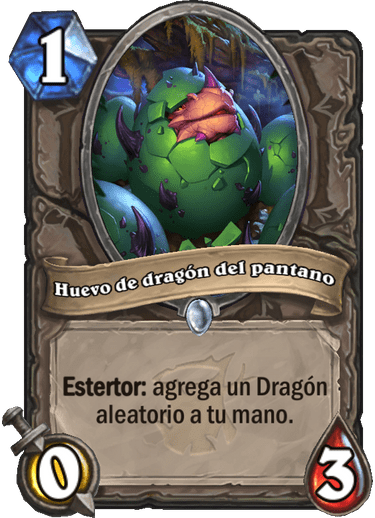 1
Huevo de dragón del pantano
Estertor: agrega un Dragón
aleatorio a tu mano.
0
3